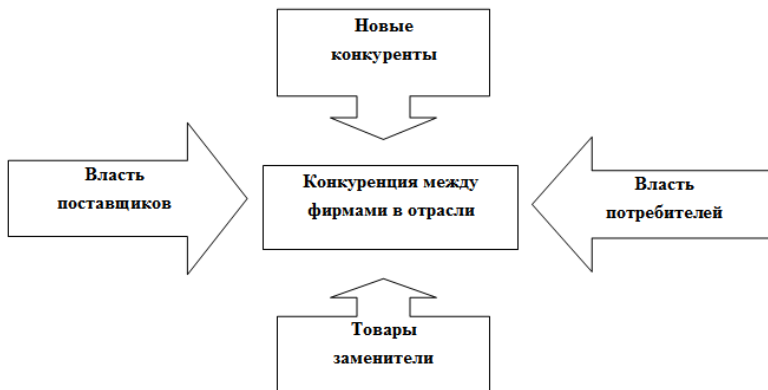 Новые
конкуренты
Власть
поставщиков
Конкуренция между
фирмами в отрасли
Власть
потребителей
Товары
заменители